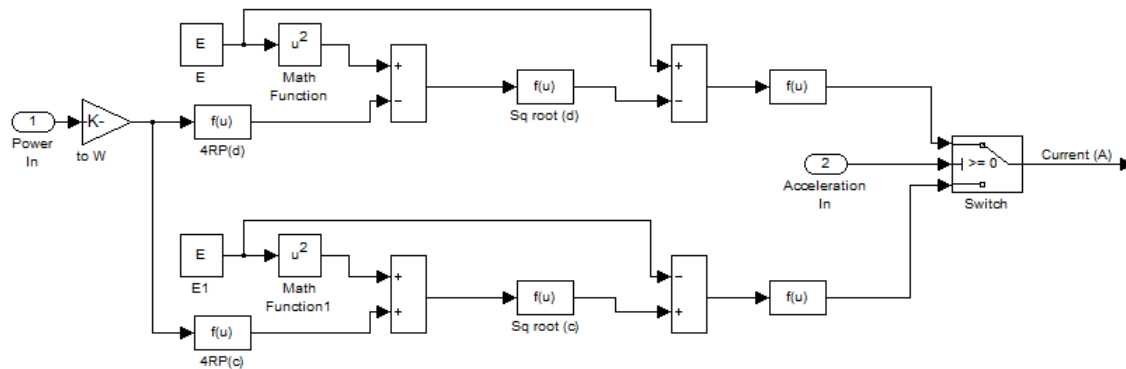 E
E
u2
Math
Function
+
−
+
−
f(u)
Sq root (d)
f(u)
1
Power
In
-K-
to W
f(u)
4RP(d)
2
Acceleration
In
>= 0
Switch
Current (A)
E
E1
u2
Math
Function1
+
+
−
+
f(u)
Sq root (c)
f(u)
f(u)
4RP(c)